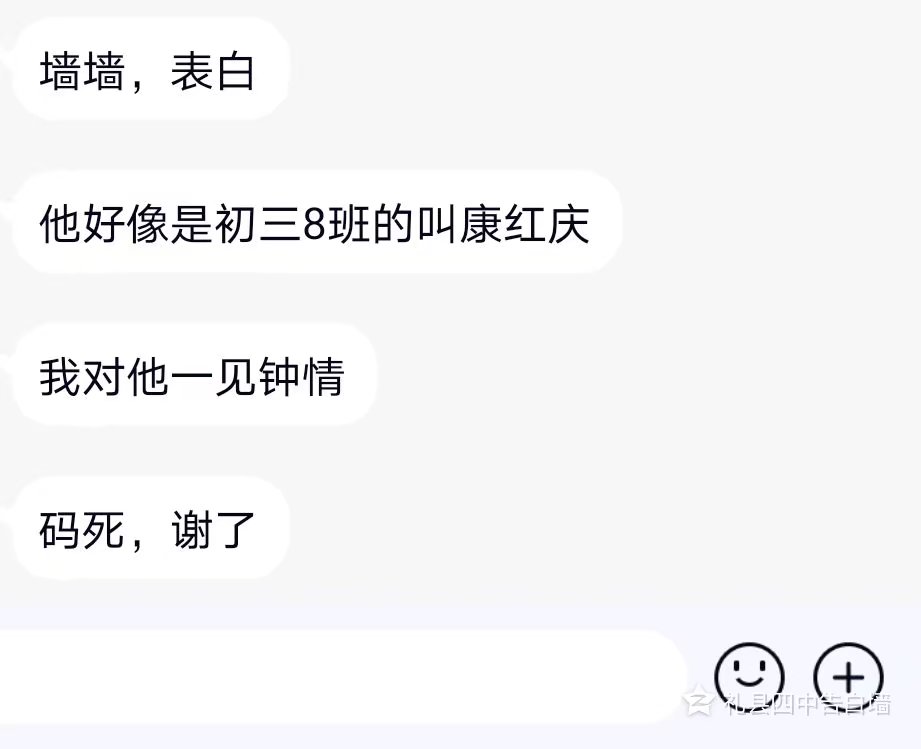 墙墙，表白
他好像是初三8班的叫康红庆
我对他一见钟情
码死，谢了
礼县四中告白墙